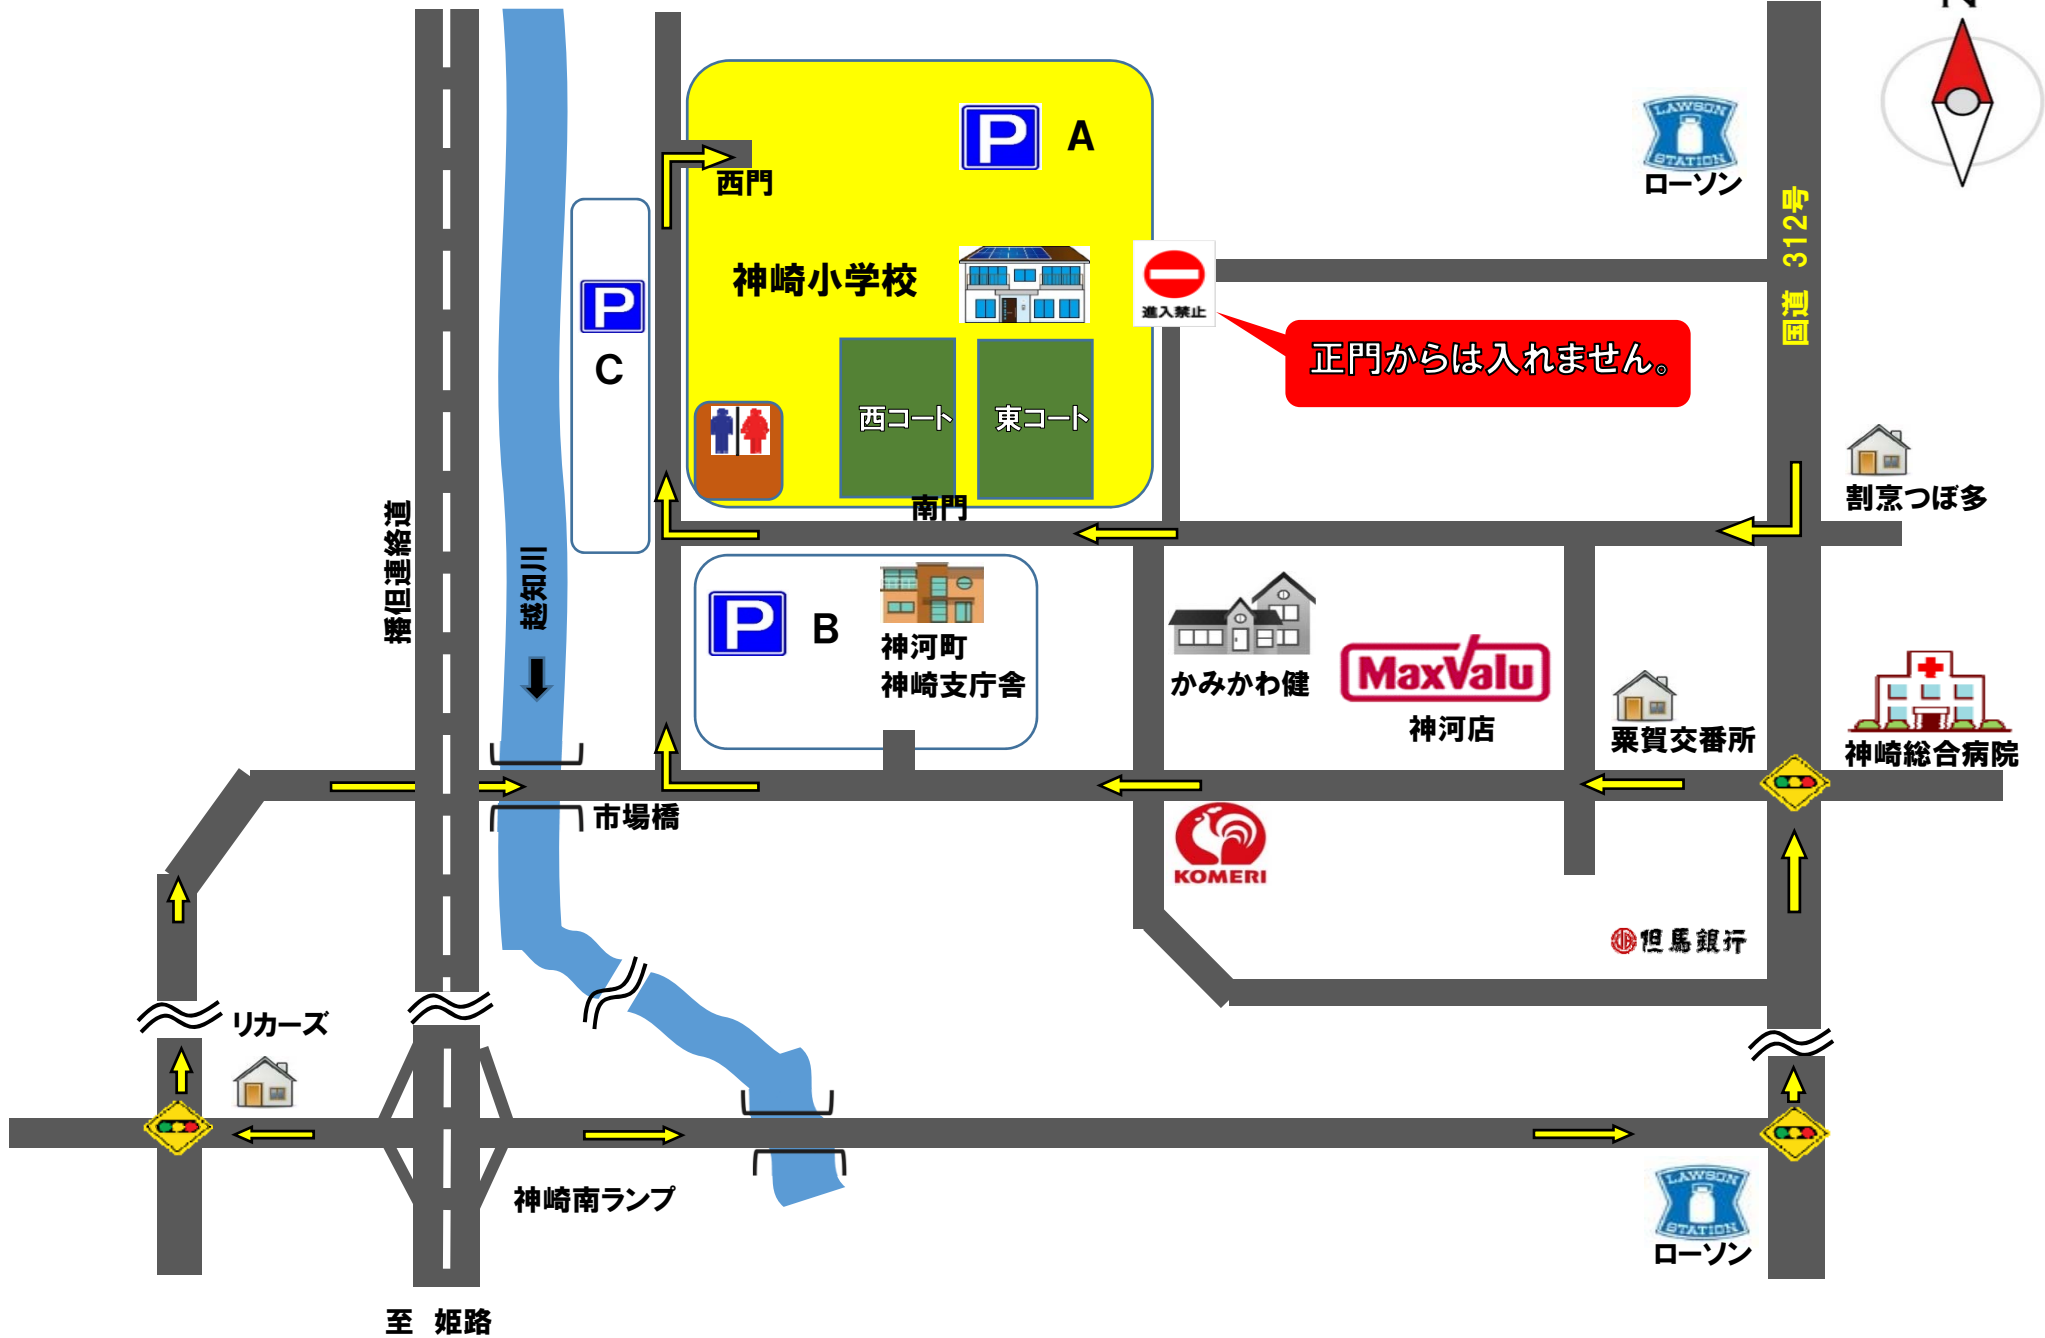 N
P
A
LAWSON
STATION
ローソン
西門
国道 312号
神崎小学校
進入禁止
P
C
正門からは入れません。
西コート
東コート
南門
割烹つぼ多
播但連絡道
越知川
P
B
神河町
神崎支庁舎
かみかわ健
MaxValu
神河店
粟賀交番所
神崎総合病院
市場橋
KOMERI
但馬銀行
リカーズ
神崎南ランプ
LAWSON
STATION
ローソン
至 姫路